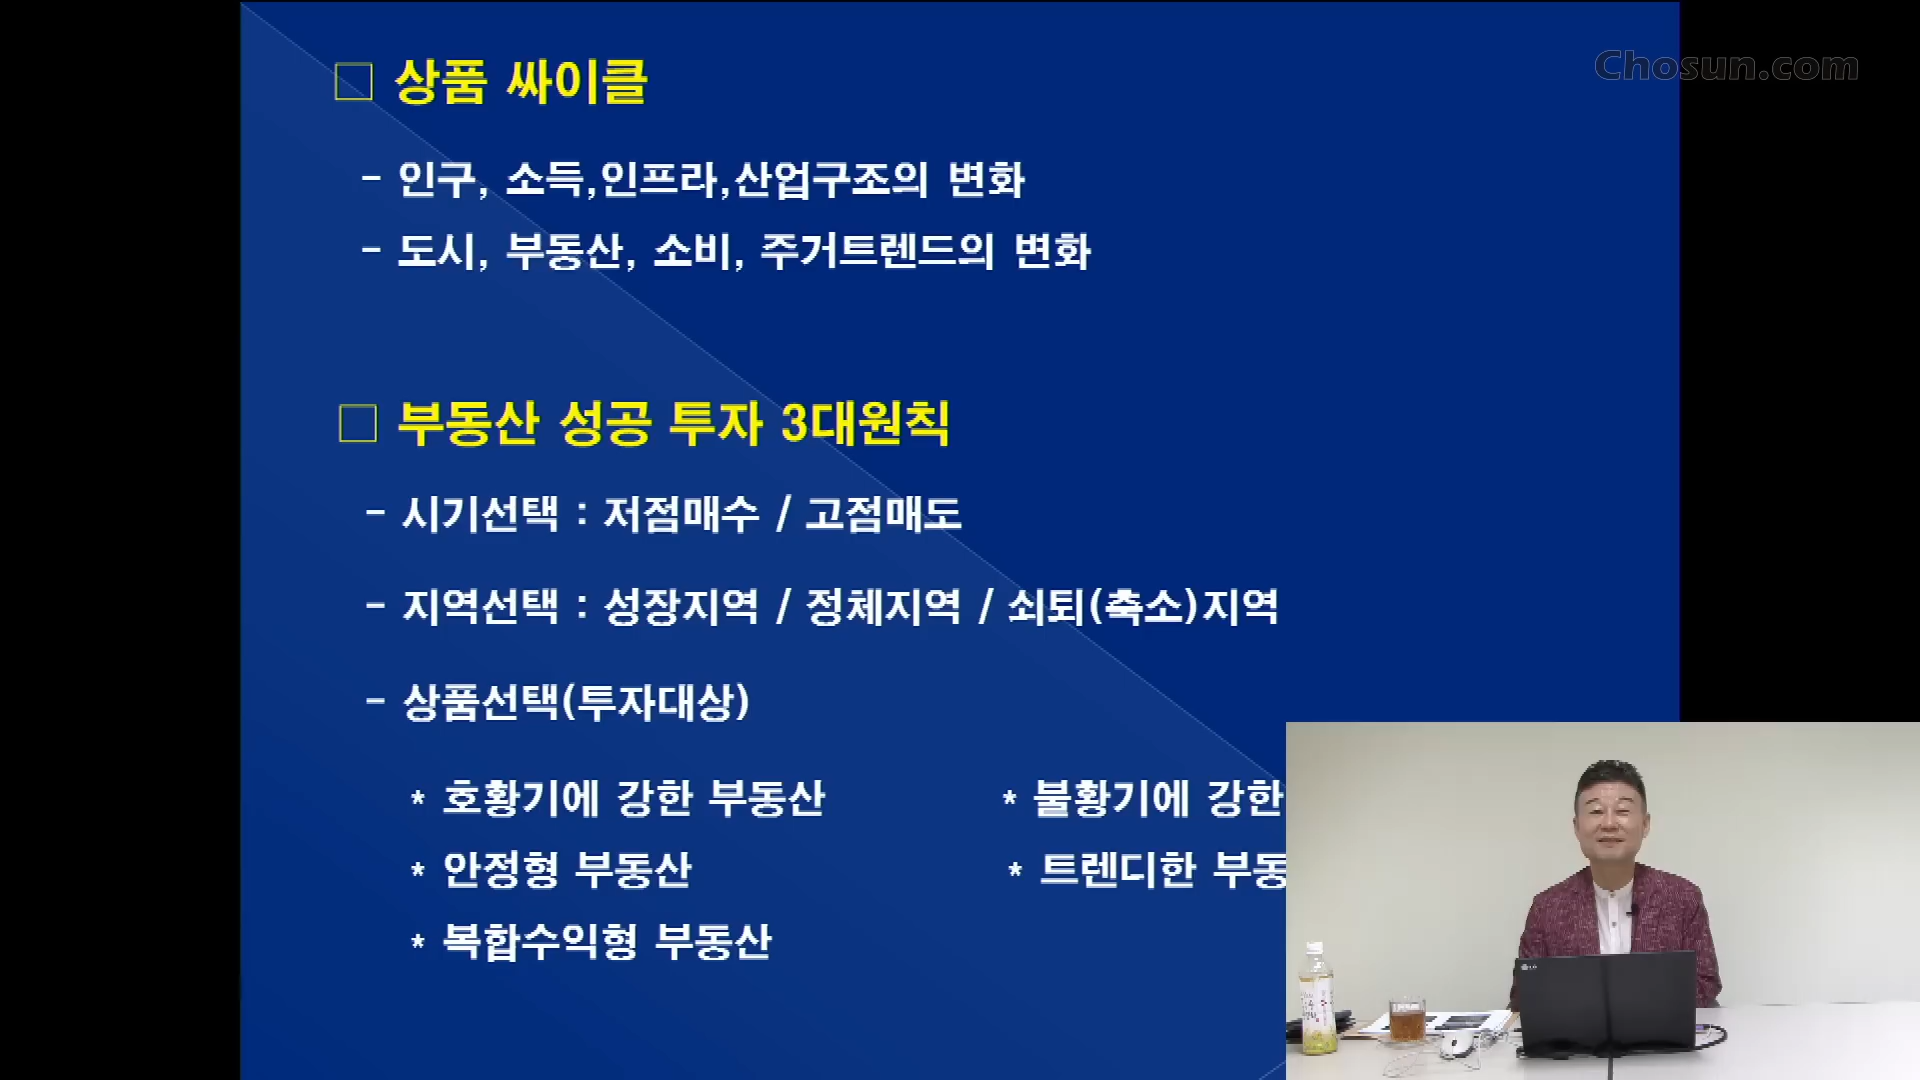 Chosun.com
□ 상품 싸이클
- 인구, 소득,인프라,산업구조의 변화
- 도시, 부동산, 소비, 주거트렌드의 변화
□ 부동산 성공 투자 3대원칙
- 시기선택 : 저점매수 / 고점매도
- 지역선택 : 성장지역 / 정체지역 / 쇠퇴(축소)지역
- 상품선택(투자대상)
* 호황기에 강한 부동산 * 불황기에 강한
* 안정형 부동산 * 트렌디한 부동
* 복합수익형 부동산